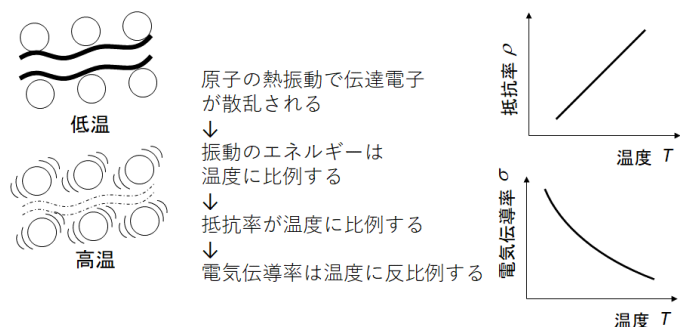 低温
高温
原子の熱振動で伝達電子
が散乱される
↓
振動のエネルギーは
温度に比例する
↓
抵抗率が温度に比例する
↓
電気伝導率は温度に反比例する
抵抗率 ρ
温度 T
電気伝導率 σ
温度 T